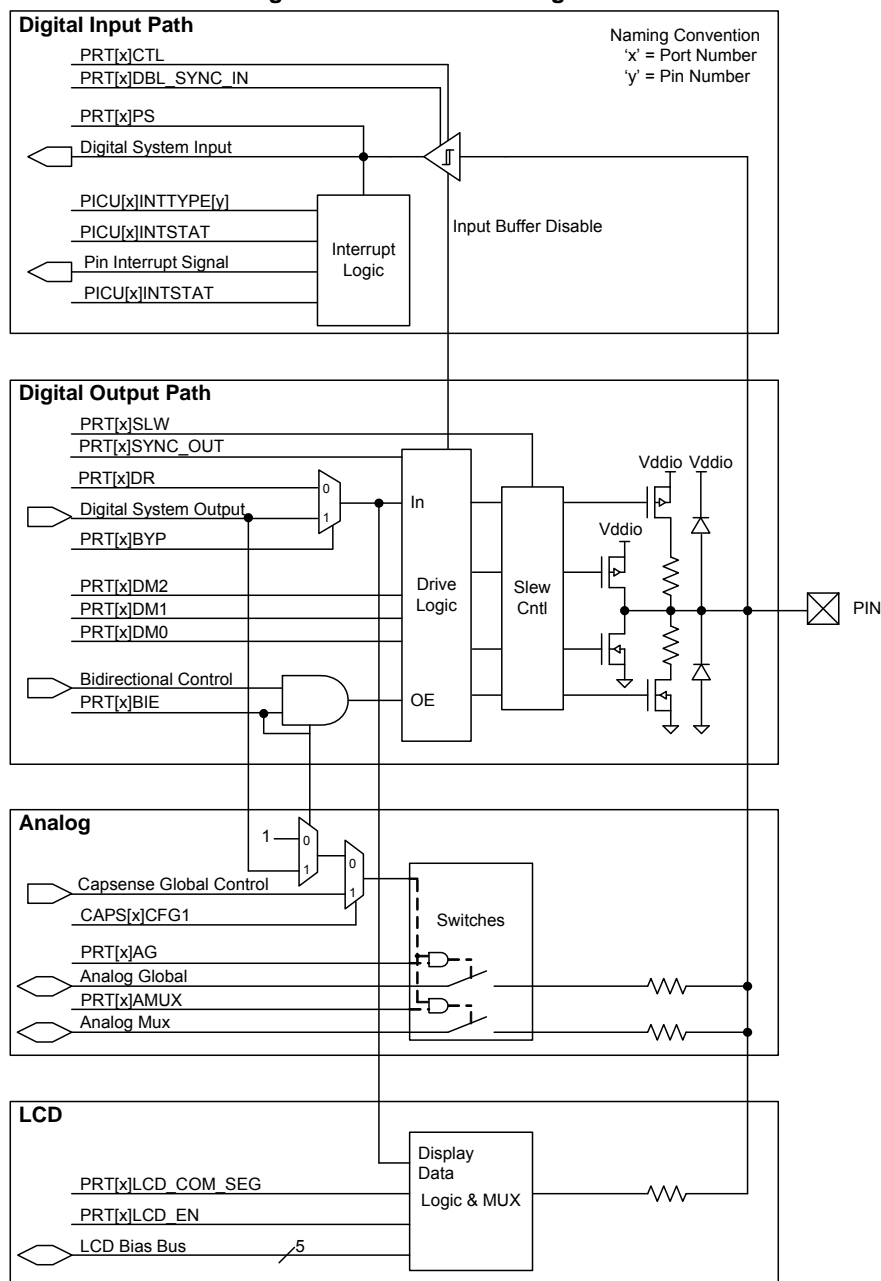 Digital Input Path
Naming Convention
'x' = Port Number
'y' = Pin Number
PRT[x]CTL
PRT[x]DBL_SYNC_IN
PRT[x]PS
Digital System Input
PICU[x]INTTYPE[y]
PICU[x]INTSTAT
Pin Interrupt Signal
PICU[x]INTSTAT
Interrupt
Logic
Input Buffer Disable
Digital Output Path
PRT[x]SLW
PRT[x]SYNC_OUT
PRT[x]DR
Digital System Output
PRT[x]BYP
0
1
PRT[x]DM2
PRT[x]DM1
PRT[x]DM0
Bidirectional Control
PRT[x]BIE
In
Drive
Logic
OE
Slew
Cntl
Vddio Vddio
Vddio
PIN
Analog
1
0
1
0
1
Capsense Global Control
CAPS[x]CFG1
Switches
PRT[x]AG
Analog Global
PRT[x]AMUX
Analog Mux
LCD
Display
Data
Logic & MUX
PRT[x]LCD_COM_SEG
PRT[x]LCD_EN
LCD Bias Bus
5